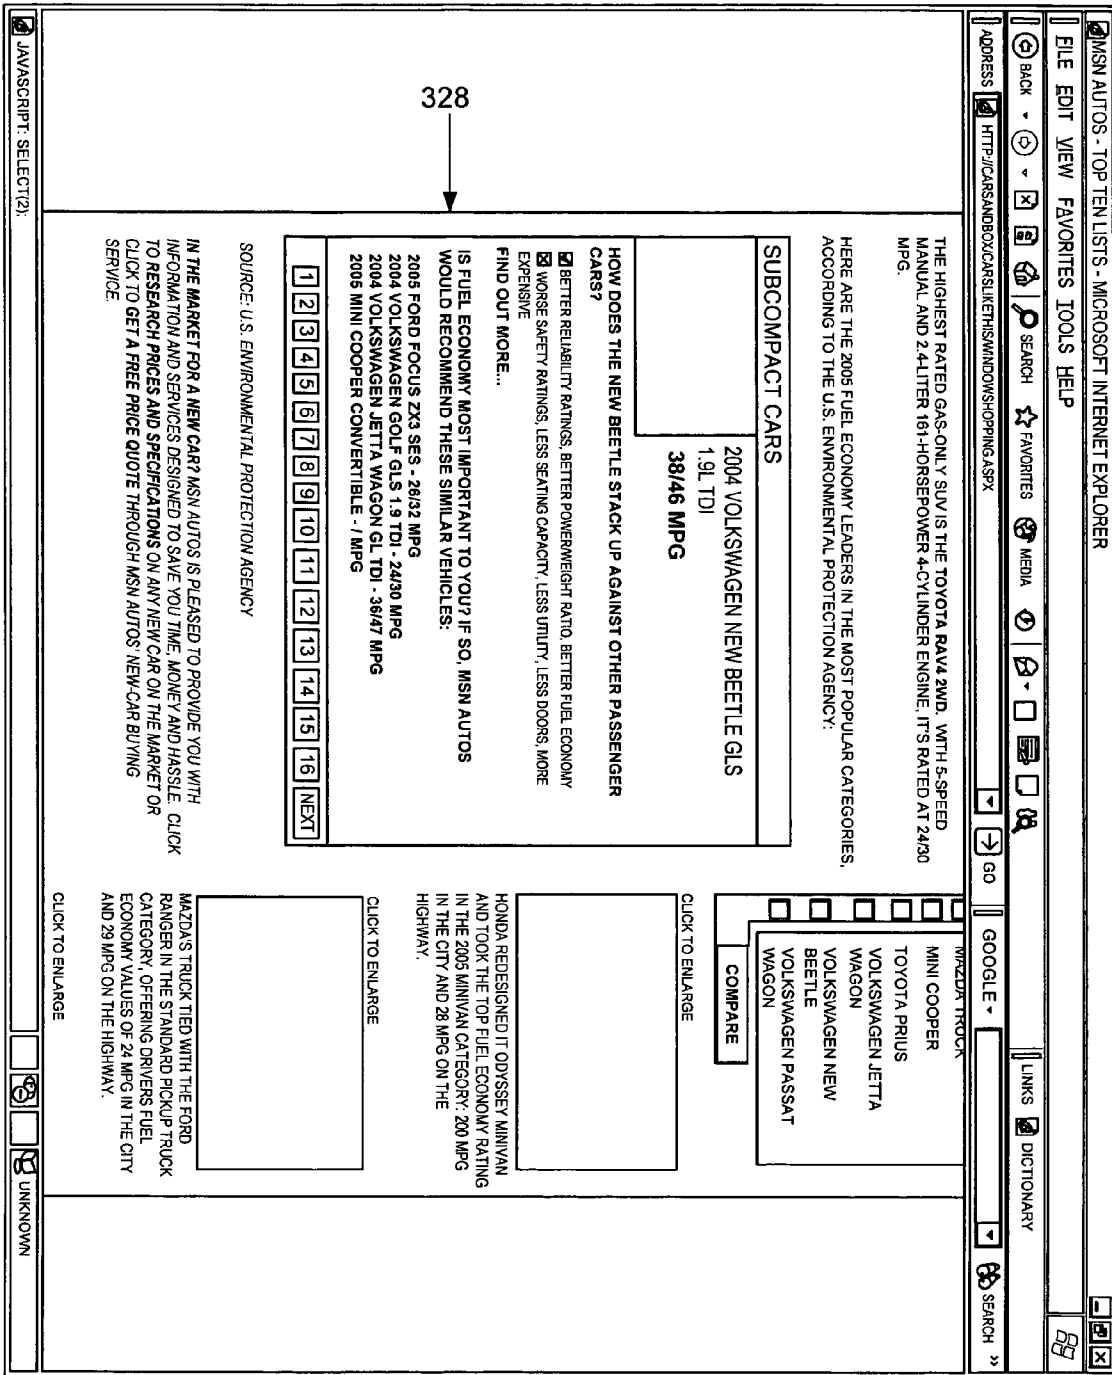 MSN AUTOS - TOP TEN LISTS - MICROSOFT INTERNET EXPLORER
FILE EDIT VIEW FAVORITES TOOLS HELP
BACK SEARCH FAVORITES MEDIA
ADDRESS HTTP://CARSANDBOX/CARSLIKETHIS/WINDOWSHOPPING.ASPX GO GOOGLE SEARCH »
LINKS DICTIONARY
THE HIGHEST RATED GAS-ONLY SUV IS THE TOYOTA RAV4 2WD. WITH 5-SPEED
MANUAL AND 2.4-LITER 161-HORSEPOWER 4-CYLINDER ENGINE, IT'S RATED AT 24/30
MPG.
HERE ARE THE 2005 FUEL ECONOMY LEADERS IN THE MOST POPULAR CATEGORIES,
ACCORDING TO THE U.S. ENVIRONMENTAL PROTECTION AGENCY:
SUBCOMPACT CARS
2004 VOLKSWAGEN NEW BEETLE GLS
1.9L TDI
38/46 MPG
HOW DOES THE NEW BEETLE STACK UP AGAINST OTHER PASSENGER
CARS?
BETTER RELIABILITY RATINGS, BETTER POWER/WEIGHT RATIO, BETTER FUEL ECONOMY
WORSE SAFETY RATINGS, LESS SEATING CAPACITY, LESS UTILITY, LESS DOORS, MORE
EXPENSIVE
FIND OUT MORE...
IS FUEL ECONOMY MOST IMPORTANT TO YOU? IF SO, MSN AUTOS
WOULD RECOMMEND THESE SIMILAR VEHICLES:
2005 FORD FOCUS ZX3 SES - 26/32 MPG
2004 VOLKSWAGEN GOLF GLS 1.9 TDI - 24/30 MPG
2004 VOLKSWAGEN JETTA WAGON GL TDI - 36/47 MPG
2005 MINI COOPER CONVERTIBLE - / MPG
1 2 3 4 5 6 7 8 9 10 11 12 13 14 15 16 NEXT
SOURCE: U.S. ENVIRONMENTAL PROTECTION AGENCY
IN THE MARKET FOR A NEW CAR? MSN AUTOS IS PLEASED TO PROVIDE YOU WITH
INFORMATION AND SERVICES DESIGNED TO SAVE YOU TIME, MONEY AND HASSLE. CLICK
TO RESEARCH PRICES AND SPECIFICATIONS ON ANY NEW CAR ON THE MARKET OR
CLICK TO GET A FREE PRICE QUOTE THROUGH MSN AUTOS' NEW-CAR BUYING
SERVICE.
MAZDA TRUCK
MINI COOPER
TOYOTA PRIUS
VOLKSWAGEN JETTA
WAGON
VOLKSWAGEN NEW
BEETLE
VOLKSWAGEN PASSAT
WAGON
COMPARE
CLICK TO ENLARGE
HONDA REDESIGNED IT ODYSSEY MINIVAN
AND TOOK THE TOP FUEL ECONOMY RATING
IN THE 2005 MINIVAN CATEGORY: 200 MPG
IN THE CITY AND 28 MPG ON THE
HIGHWAY.
CLICK TO ENLARGE
MAZDA'S TRUCK TIED WITH THE FORD
RANGER IN THE STANDARD PICKUP TRUCK
CATEGORY, OFFERING DRIVERS FUEL
ECONOMY VALUES OF 24 MPG IN THE CITY
AND 29 MPG ON THE HIGHWAY.
CLICK TO ENLARGE
JAVASCRIPT: SELECT(2);
UNKNOWN
328